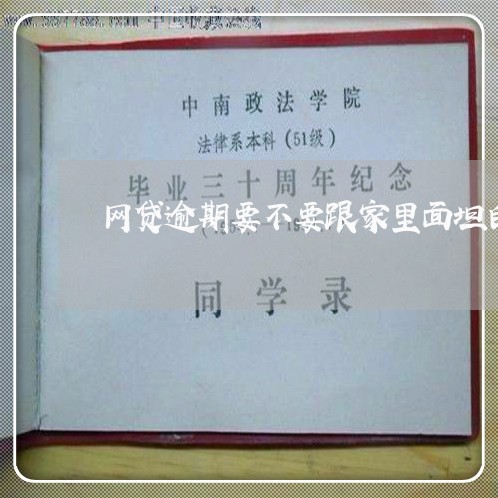 中南政法学院
法律系本科(51级)
毕业三十周年纪念
网贷逾期要不要跟家里面坦
同学录